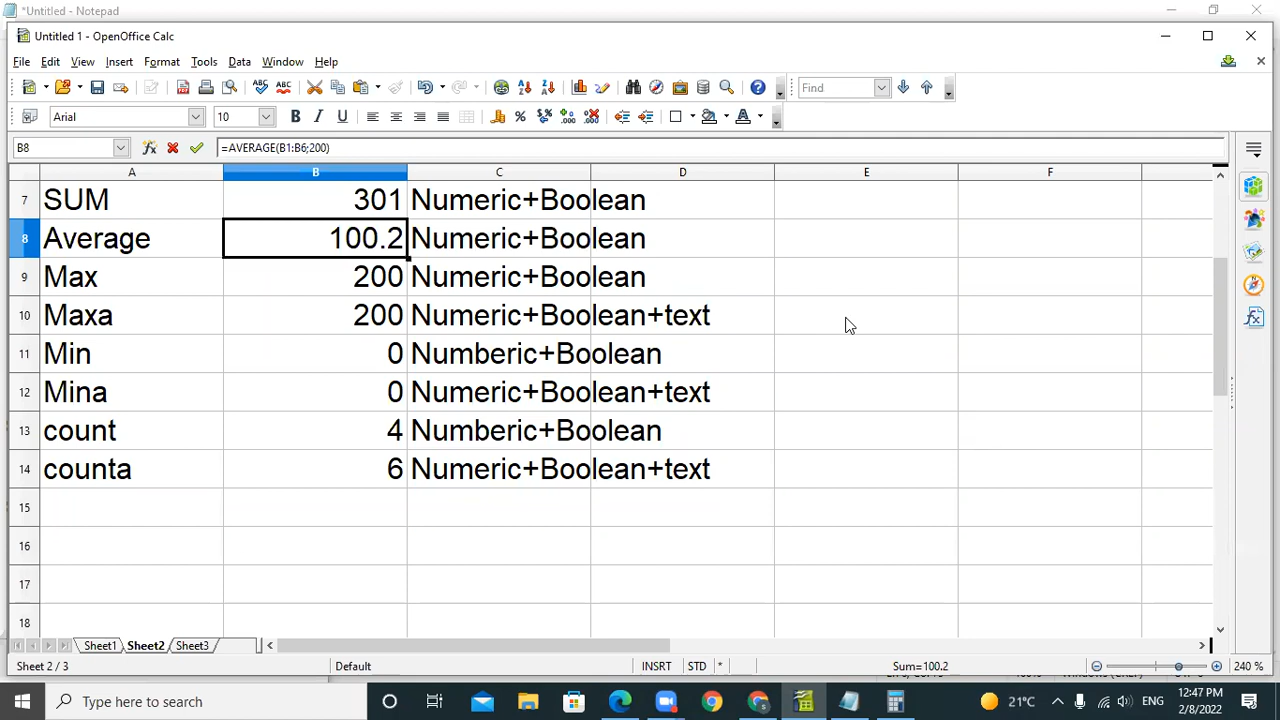 *Untitled - Notepad
Untitled 1 - OpenOffice Calc
File Edit View Insert Format Tools Data Window Help
Find
Arial 10
B8 =AVERAGE(B1:B6;200)
A B C D E F
7 SUM 301 Numeric+Boolean
8 Average 100.2 Numeric+Boolean
9 Max 200 Numeric+Boolean
10 Maxa 200 Numeric+Boolean+text
11 Min 0 Numberic+Boolean
12 Mina 0 Numeric+Boolean+text
13 count 4 Numberic+Boolean
14 counta 6 Numeric+Boolean+text
15
16
17
18
Sheet1 Sheet2 Sheet3
Sheet 2 / 3 Default INSRT STD * Sum=100.2 240 %
Type here to search 21°C ENG 12:47 PM
2/8/2022